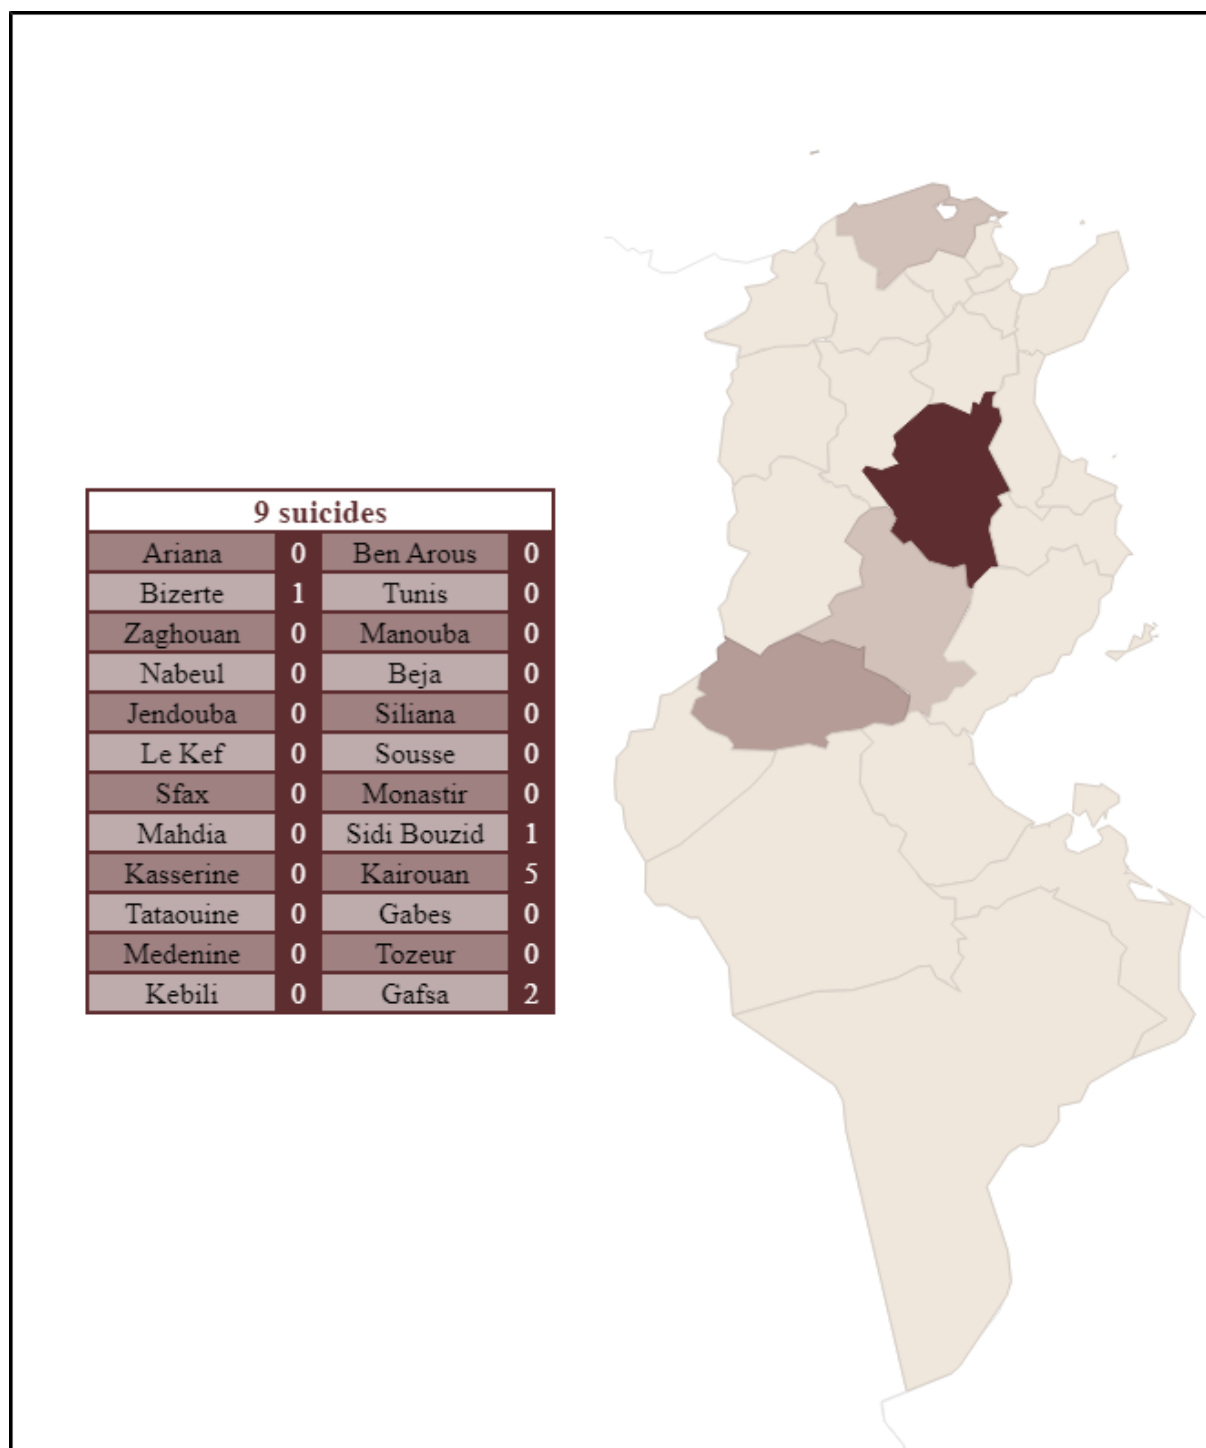 9 suicides
Ariana 0 Ben Arous 0
Bizerte 1 Tunis 0
Zaghouan 0 Manouba 0
Nabeul 0 Beja 0
Jendouba 0 Siliana 0
Le Kef 0 Sousse 0
Sfax 0 Monastir 0
Mahdia 0 Sidi Bouzid 1
Kasserine 0 Kairouan 5
Tataouine 0 Gabes 0
Medenine 0 Tozeur 0
Kebili 0 Gafsa 2